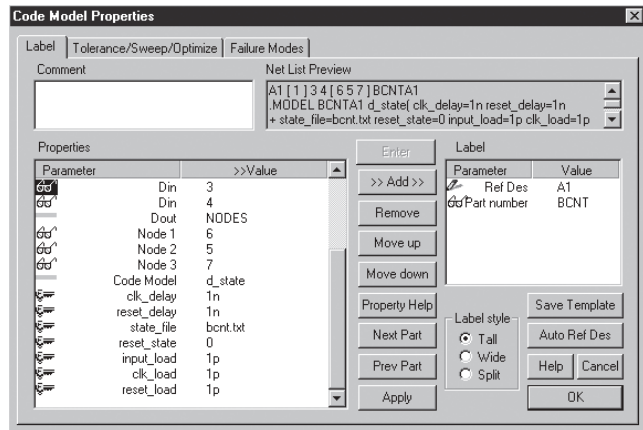 Code Model Properties
Label Tolerance/Sweep/Optimize Failure Modes
Comment
Net List Preview
A1 [ 1 ] 3 4 [ 6 5 7 ] BCNTA1
.MODEL BCNTA1 d_state( clk_delay=1n reset_delay=1n
+ state_file=bcnt.txt reset_state=0 input_load=1p clk_load=1p
Properties
Parameter >>Value
Din 3
Din 4
Dout NODES
Node 1 6
Node 2 5
Node 3 7
Code Model d_state
clk_delay 1n
reset_delay 1n
state_file bcnt.txt
reset_state 0
input_load 1p
clk_load 1p
reset_load 1p
Enter
>> Add >>
Remove
Move up
Move down
Property Help
Next Part
Prev Part
Apply
Label
Parameter Value
Ref Des A1
Part number BCNT
Label style
Tall
Wide
Split
Save Template
Auto Ref Des
Help Cancel
OK